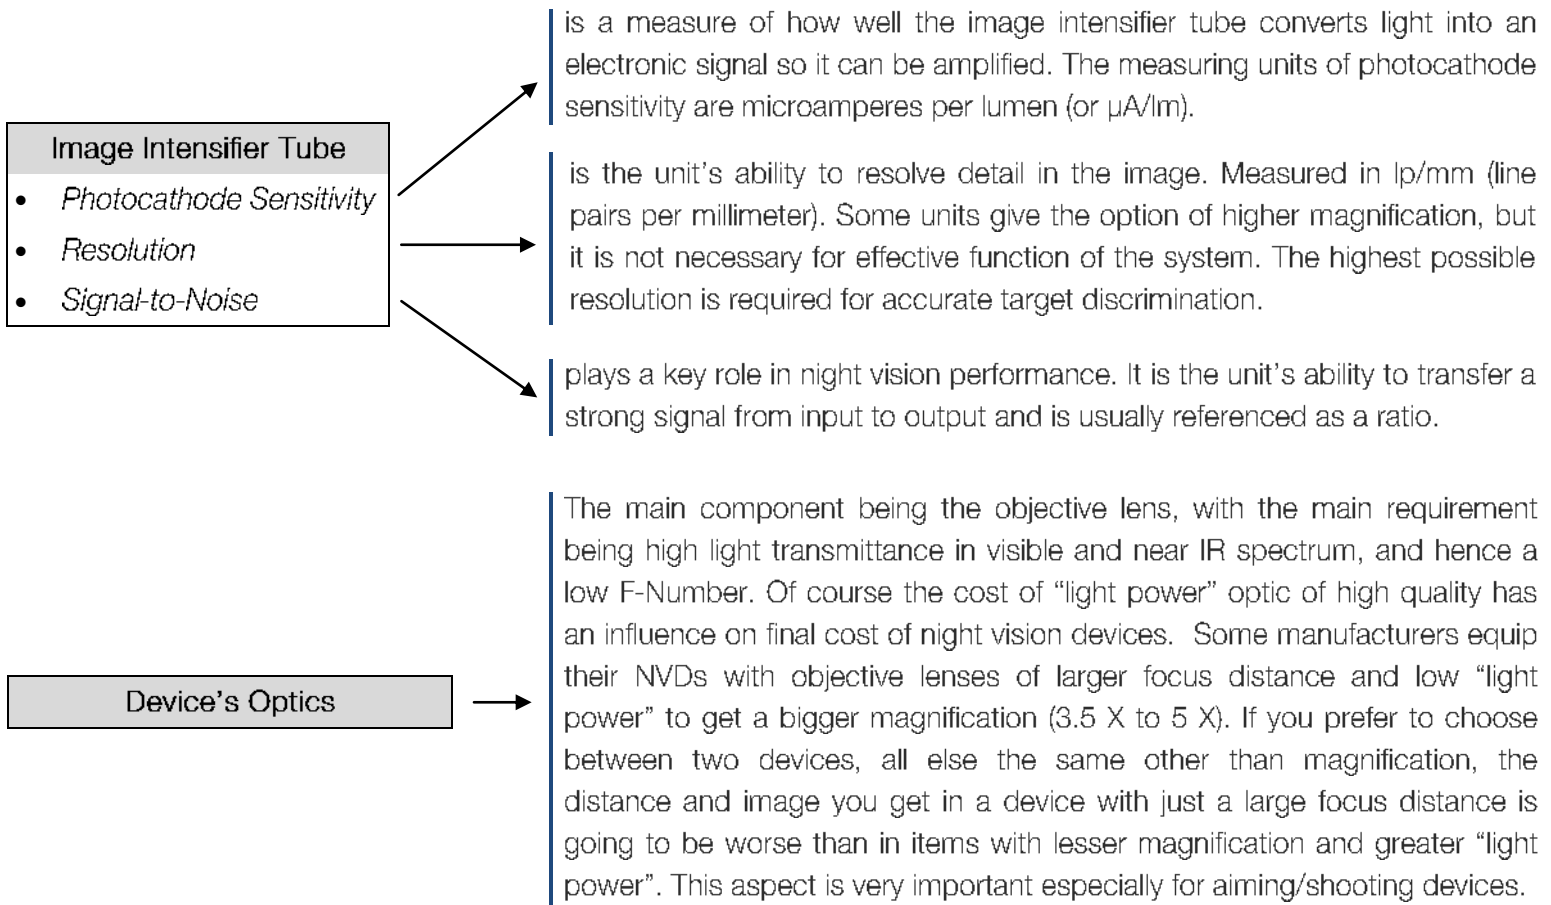 Image Intensifier Tube
• Photocathode Sensitivity
• Resolution
• Signal-to-Noise
is a measure of how well the image intensifier tube converts light into an
electronic signal so it can be amplified. The measuring units of photocathode
sensitivity are microamperes per lumen (or µA/lm).
is the unit’s ability to resolve detail in the image. Measured in lp/mm (line
pairs per millimeter). Some units give the option of higher magnification, but
it is not necessary for effective function of the system. The highest possible
resolution is required for accurate target discrimination.
plays a key role in night vision performance. It is the unit’s ability to transfer a
strong signal from input to output and is usually referenced as a ratio.
Device’s Optics
The main component being the objective lens, with the main requirement
being high light transmittance in visible and near IR spectrum, and hence a
low F-Number. Of course the cost of “light power” optic of high quality has
an influence on final cost of night vision devices. Some manufacturers equip
their NVDs with objective lenses of larger focus distance and low “light
power” to get a bigger magnification (3.5 X to 5 X). If you prefer to choose
between two devices, all else the same other than magnification, the
distance and image you get in a device with just a large focus distance is
going to be worse than in items with lesser magnification and greater “light
power”. This aspect is very important especially for aiming/shooting devices.